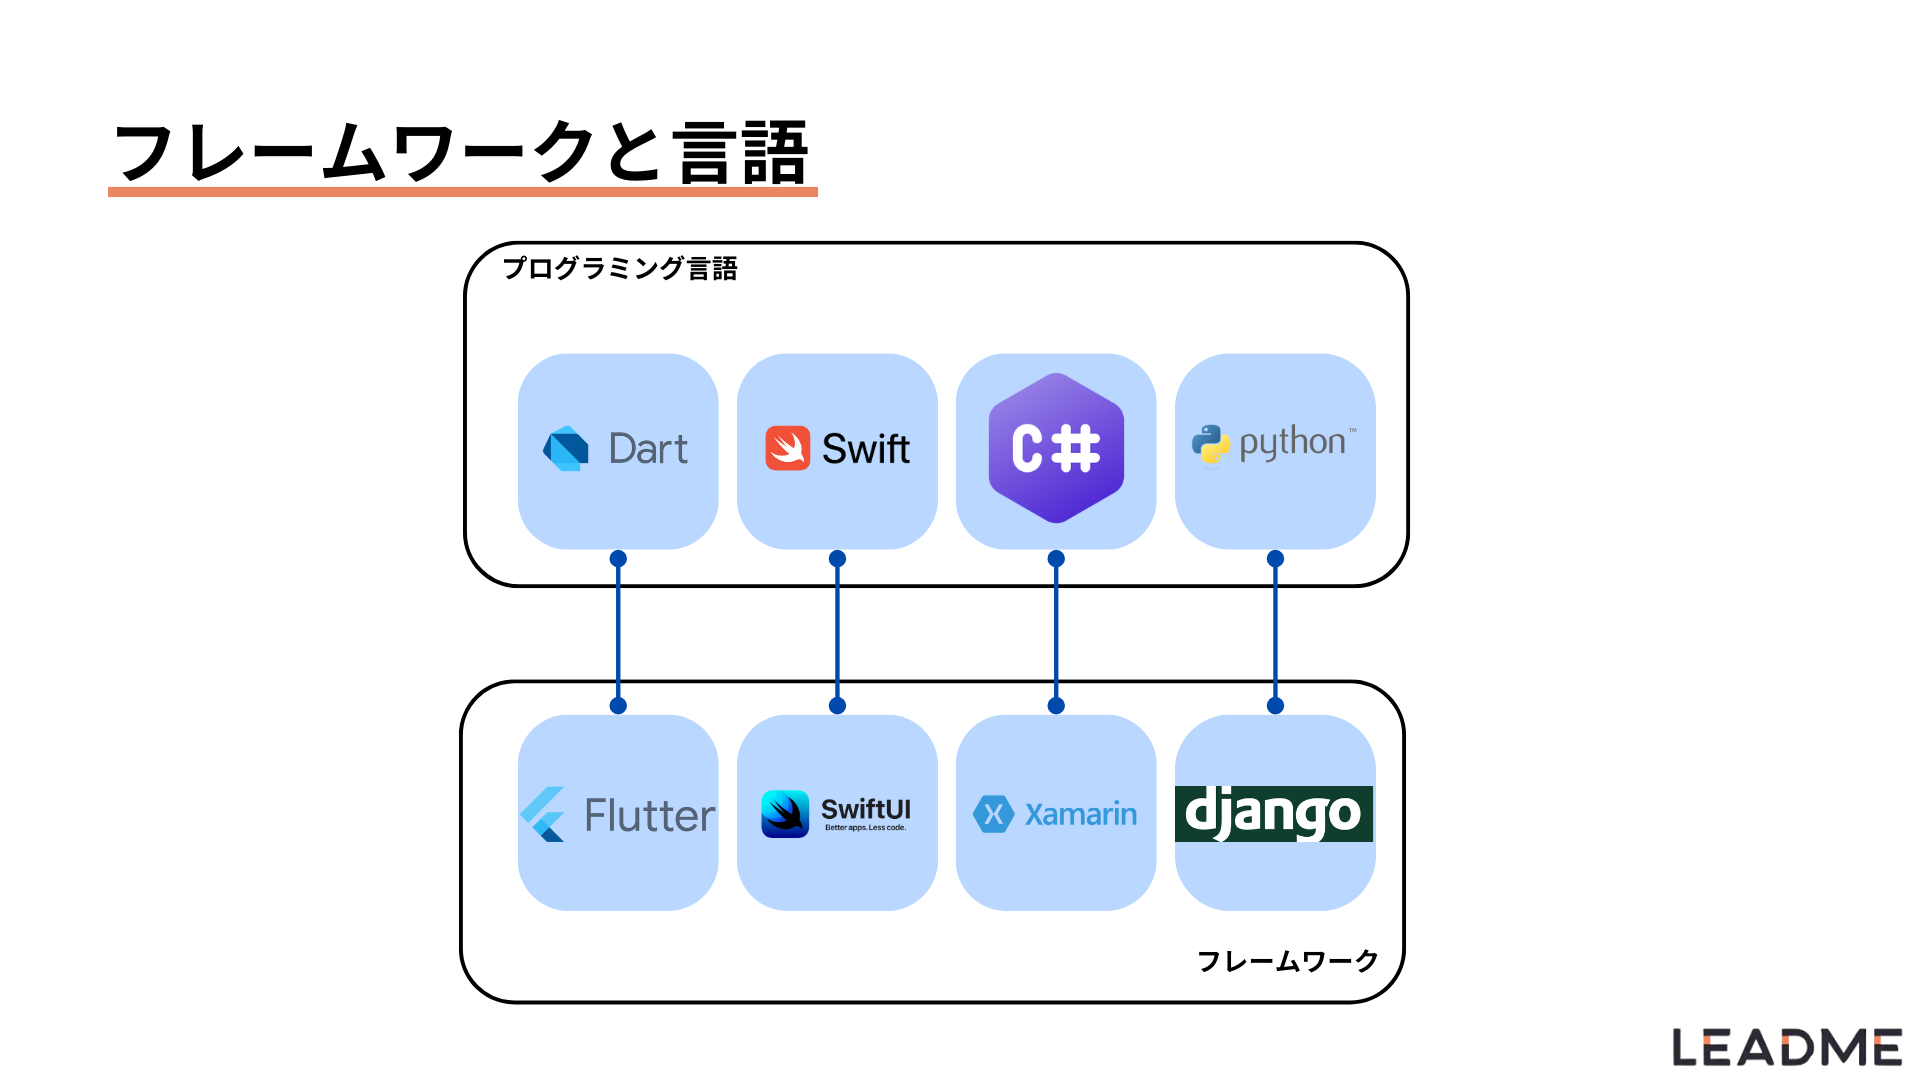 フレームワークと言語
プログラミング言語
Dart
Swift
C#
python™
Flutter
SwiftUI
Better apps. Less code.
Xamarin
django
フレームワーク
LEADME